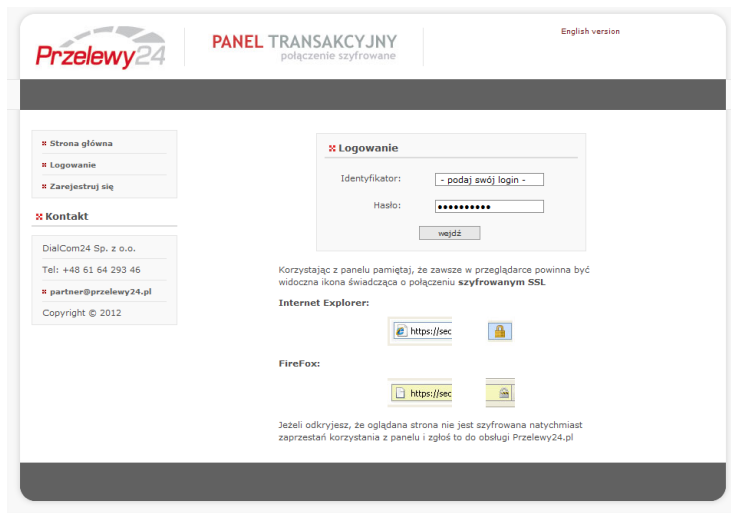 Przelewy24
PANEL TRANSAKCYJNY
połączenie szyfrowane
English version
Strona główna
Logowanie
Zarejestruj się
Kontakt
DialCom24 Sp. z o.o.
Tel: +48 61 64 293 46
partner@przelewy24.pl
Copyright © 2012
Logowanie
Identyfikator: - podaj swój login -
Hasło: ●●●●●●●●●●
wejdź
Korzystając z panelu pamiętaj, że zawsze w przeglądarce powinna być
widoczna ikona świadcząca o połączeniu szyfrowanym SSL
Internet Explorer:
https://sec
FireFox:
https://sec
Jeżeli odkryjesz, że oglądana strona nie jest szyfrowana natychmiast
zaprzestań korzystania z panelu i zgłoś to do obsługi Przelewy24.pl